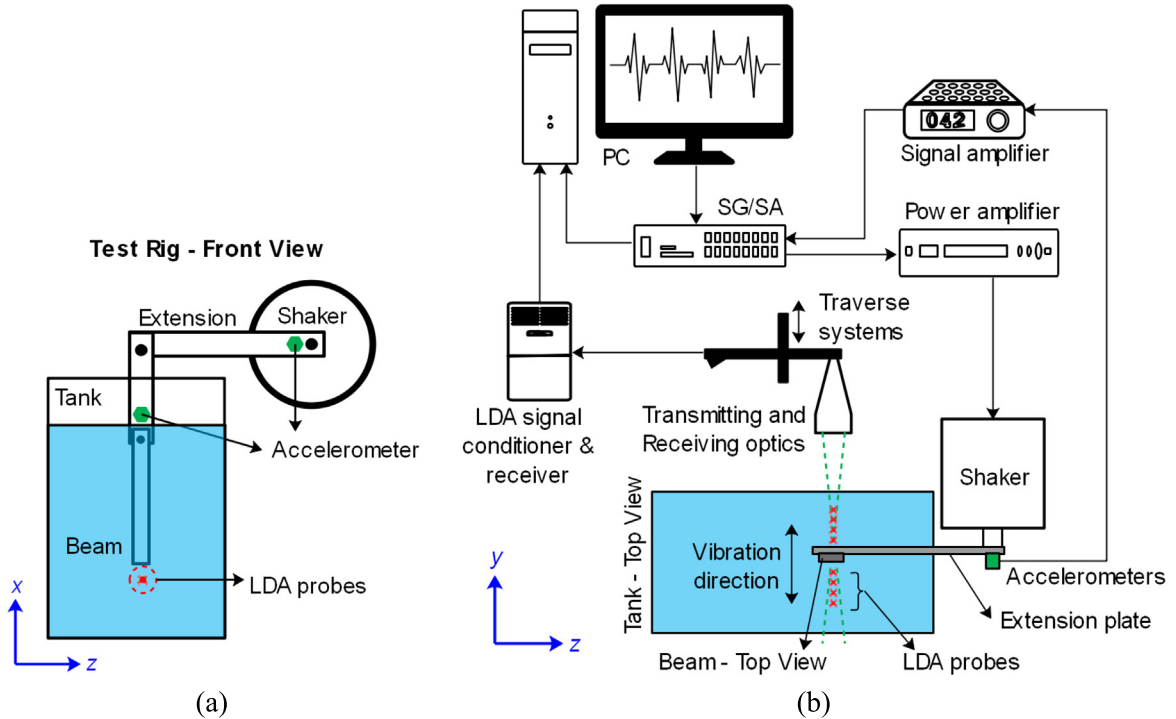 Test Rig - Front View
Extension
Shaker
Tank
Accelerometer
Beam
LDA probes
x
z
(a)
PC
042
Signal amplifier
SG/SA
Power amplifier
Traverse
systems
LDA signal
conditioner &
receiver
Transmitting and
Receiving optics
Shaker
Tank - Top View
Vibration
direction
Accelerometers
Extension plate
Beam - Top View
LDA probes
y
z
(b)